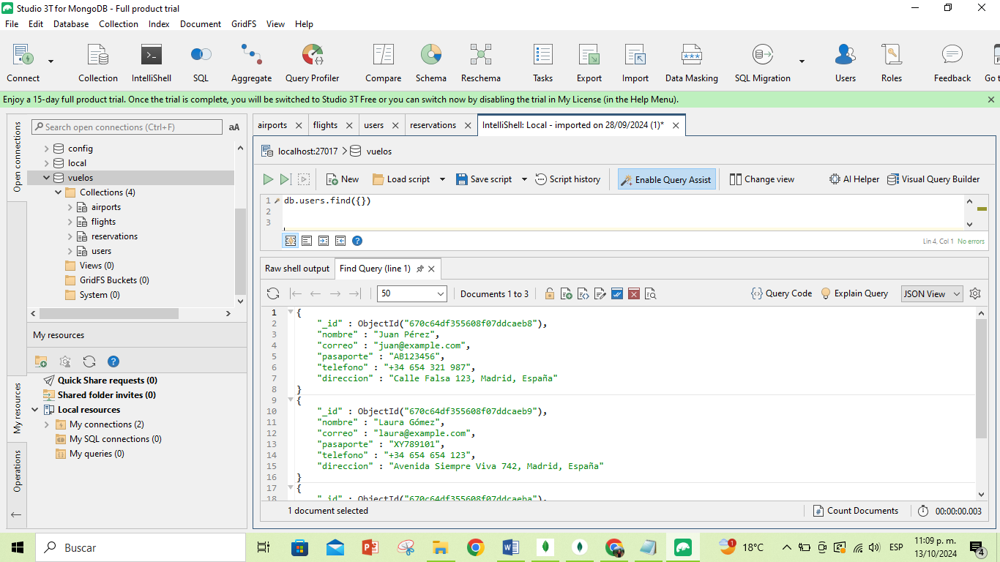 Studio 3T for MongoDB - Full product trial
File Edit Database Collection Index Document GridFS View Help
Connect Collection IntelliShell SQL Aggregate Query Profiler Compare Schema Reschema Tasks Export Import Data Masking SQL Migration Users Roles Feedback Go t
Enjoy a 15-day full product trial. Once the trial is complete, you will be switched to Studio 3T Free or you can switch now by disabling the trial in My License (in the Help Menu).
Open connections
Search open connections (Ctrl+F) aA
config
local
vuelos
Collections (4)
airports
flights
reservations
users
Views (0)
GridFS Buckets (0)
System (0)
My resources
My resources
Operations
Quick Share requests (0)
Shared folder invites (0)
Local resources
My connections (2)
My SQL connections (0)
My queries (0)
airports flights users reservations IntelliShell: Local - imported on 28/09/2024 (1)*
localhost:27017 vuelos
New Load script Save script Script history Enable Query Assist Change view AI Helper Visual Query Builder
1 db.users.find({})
2
3
Lin 4, Col 1 No errors
Raw shell output Find Query (line 1)
50 Documents 1 to 3 Query Code Explain Query JSON View
1 {
2 "_id" : ObjectId("670c64df355608f07ddcaeb8"),
3 "nombre" : "Juan Pérez",
4 "correo" : "juan@example.com",
5 "pasaporte" : "AB123456",
6 "telefono" : "+34 654 321 987",
7 "direccion" : "Calle Falsa 123, Madrid, España"
8 }
9 {
10 "_id" : ObjectId("670c64df355608f07ddcaeb9"),
11 "nombre" : "Laura Gómez",
12 "correo" : "laura@example.com",
13 "pasaporte" : "XY789101",
14 "telefono" : "+34 654 654 123",
15 "direccion" : "Avenida Siempre Viva 742, Madrid, España"
16 }
17 {
18 "_id" : ObjectId("670c64df355608f07ddcaeba"),
1 document selected Count Documents 00:00:00.003
Buscar 1 18°C ESP 11:09 p. m.
13/10/2024 4